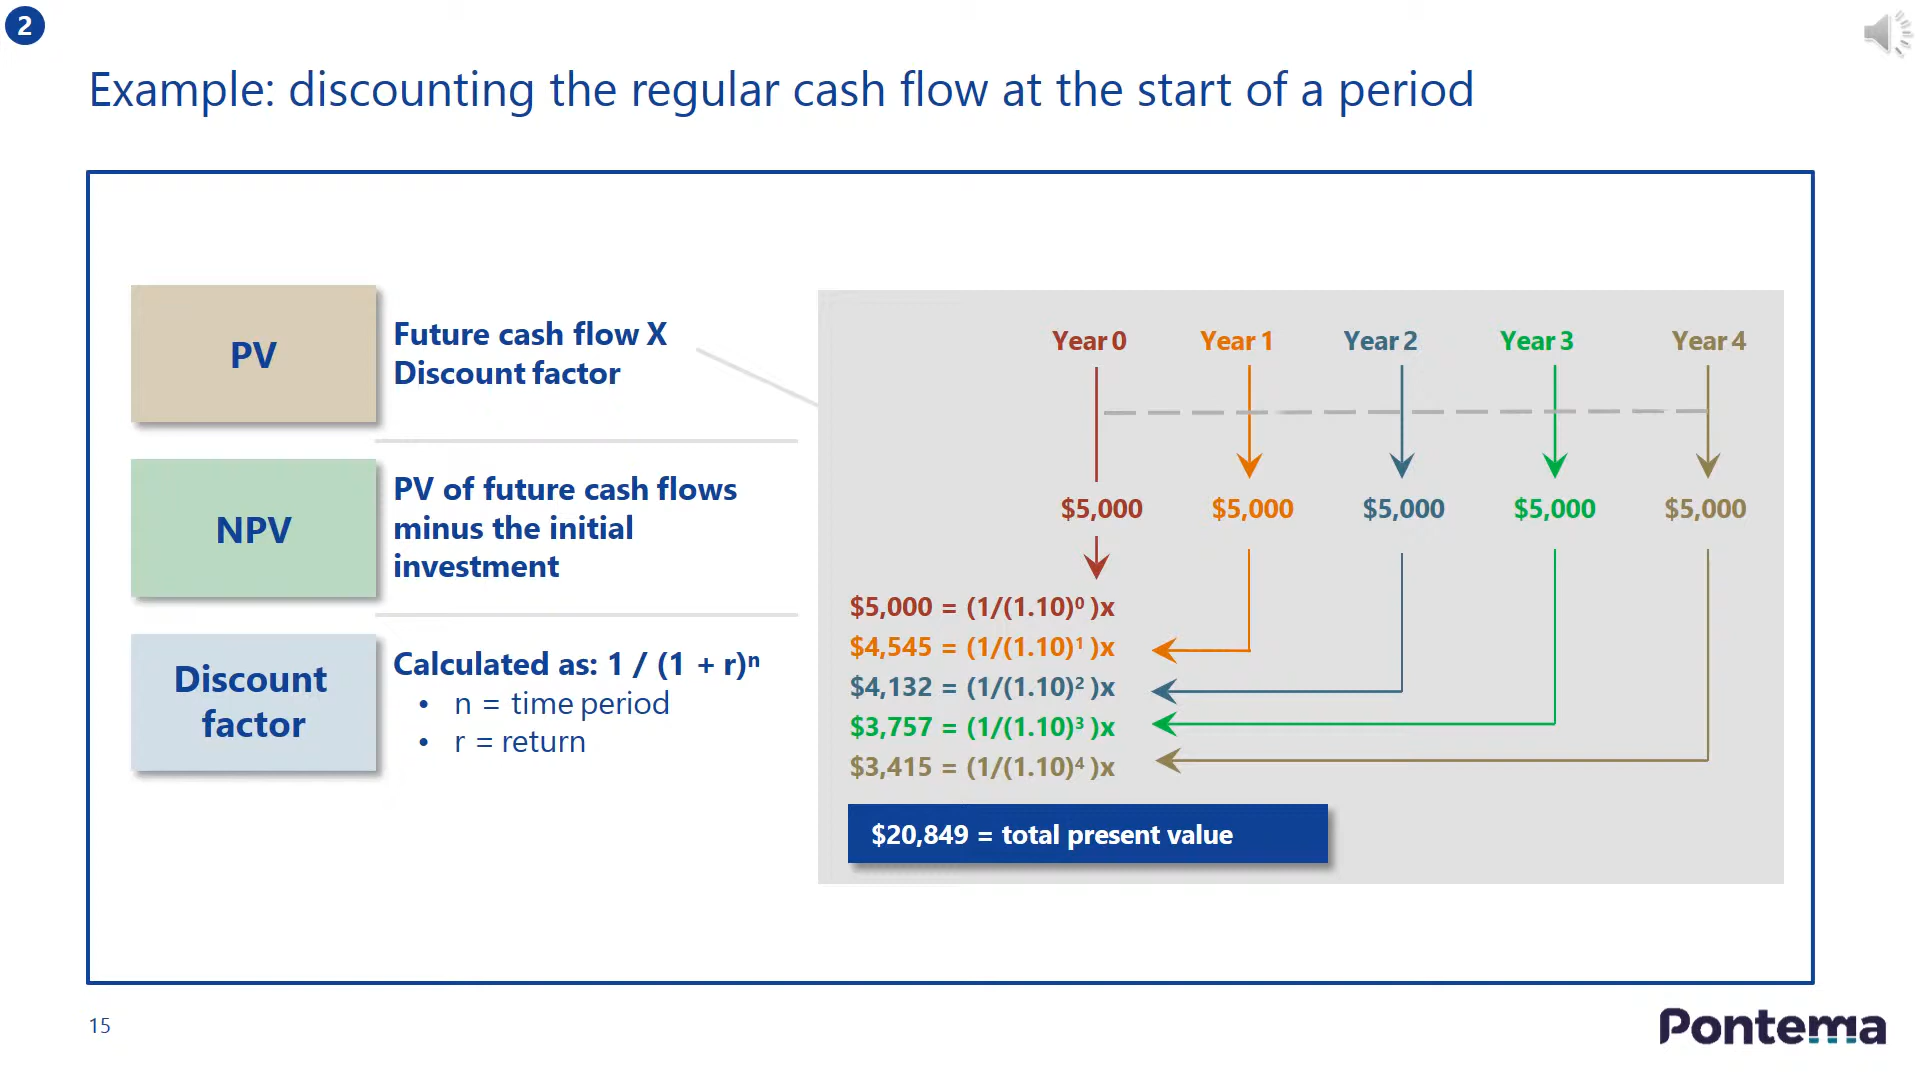 2
Example: discounting the regular cash flow at the start of a period
PV
Future cash flow X
Discount factor
NPV
PV of future cash flows
minus the initial
investment
Discount
factor
Calculated as: 1 / (1 + r)ⁿ
• n = time period
• r = return
Year 0 Year 1 Year 2 Year 3 Year 4
$5,000 $5,000 $5,000 $5,000 $5,000
$5,000 = (1/(1.10)⁰ )x
$4,545 = (1/(1.10)¹ )x
$4,132 = (1/(1.10)² )x
$3,757 = (1/(1.10)³ )x
$3,415 = (1/(1.10)⁴ )x
$20,849 = total present value
15
Pontema